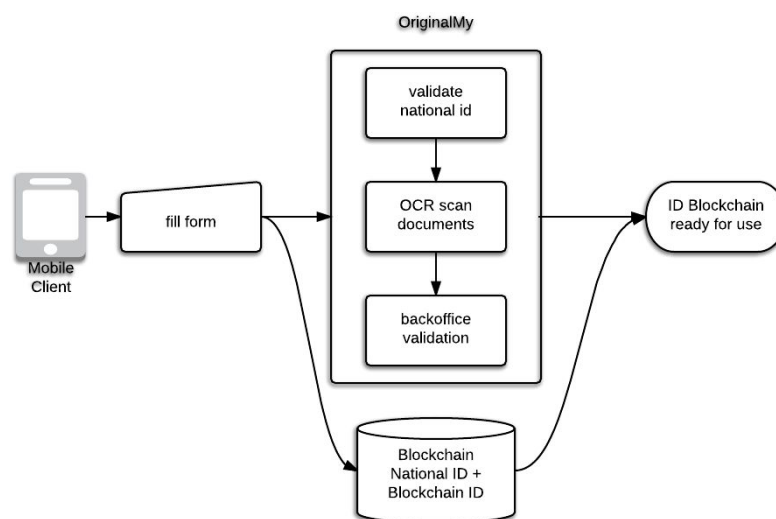 OriginalMy
validate
national id
Mobile
Client
fill form
OCR scan
documents
ID Blockchain
ready for use
backoffice
validation
Blockchain
National ID +
Blockchain ID